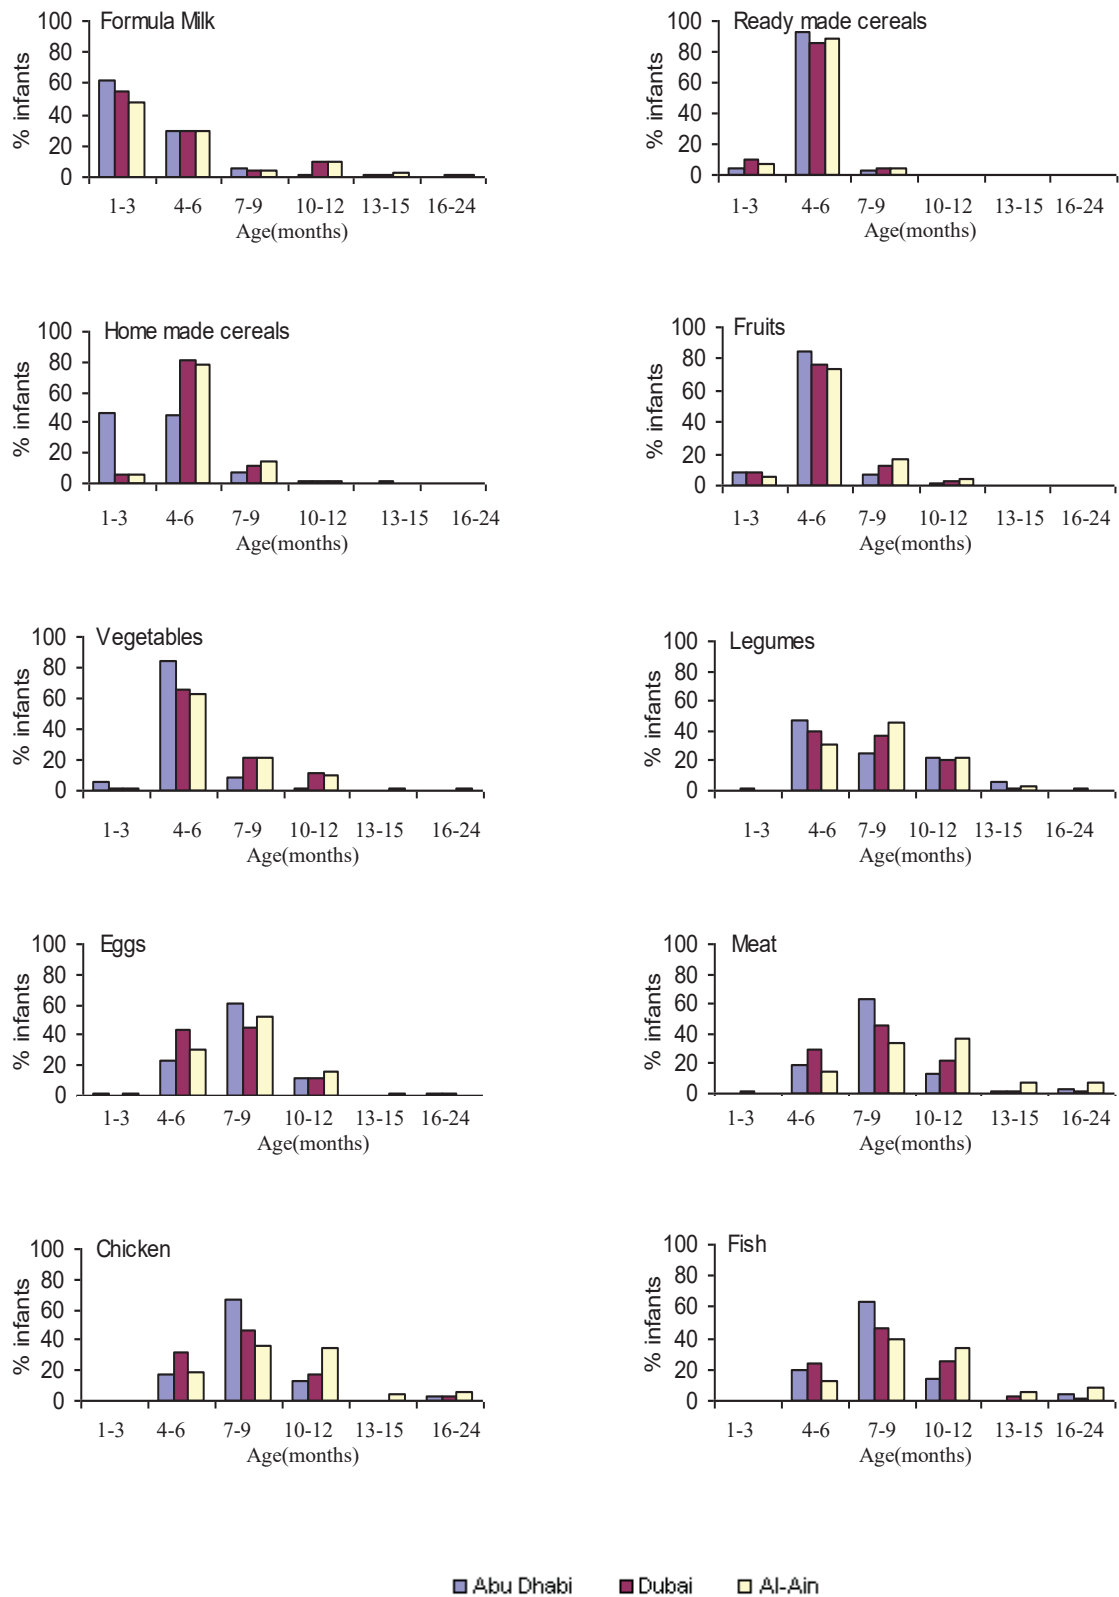 Formula Milk
100
80
60
40
20
0
% infants
1-3 4-6 7-9 10-12 13-15 16-24
Age(months)
Ready made cereals
100
80
60
40
20
0
% infants
1-3 4-6 7-9 10-12 13-15 16-24
Age(months)
Home made cereals
100
80
60
40
20
0
% infants
1-3 4-6 7-9 10-12 13-15 16-24
Age(months)
Fruits
100
80
60
40
20
0
% infants
1-3 4-6 7-9 10-12 13-15 16-24
Age(months)
Vegetables
100
80
60
40
20
0
% infants
1-3 4-6 7-9 10-12 13-15 16-24
Age(months)
Legumes
100
80
60
40
20
0
% infants
1-3 4-6 7-9 10-12 13-15 16-24
Age(months)
Eggs
100
80
60
40
20
0
% infants
1-3 4-6 7-9 10-12 13-15 16-24
Age(months)
Meat
100
80
60
40
20
0
% infants
1-3 4-6 7-9 10-12 13-15 16-24
Age(months)
Chicken
100
80
60
40
20
0
% infants
1-3 4-6 7-9 10-12 13-15 16-24
Age(months)
Fish
100
80
60
40
20
0
% infants
1-3 4-6 7-9 10-12 13-15 16-24
Age(months)
Abu Dhabi Dubai Al-Ain